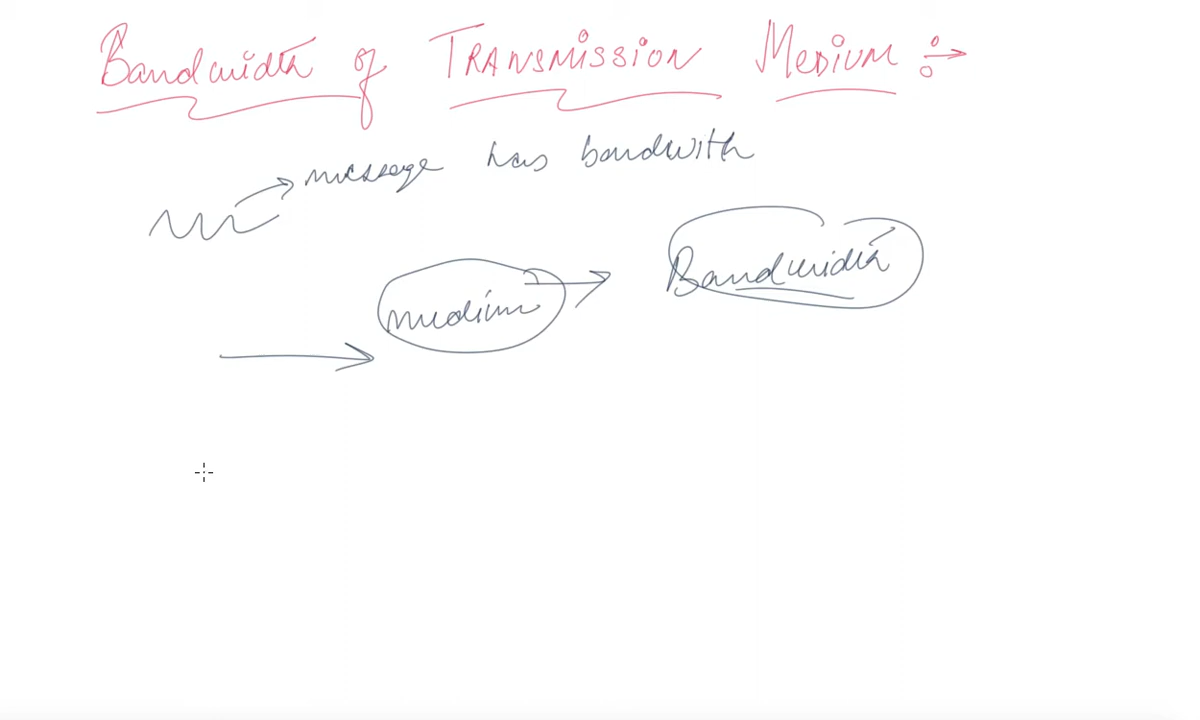 Bandwidth of TRANSMISSION MEDIUM :→
message has bandwith
Bandwidth
medium